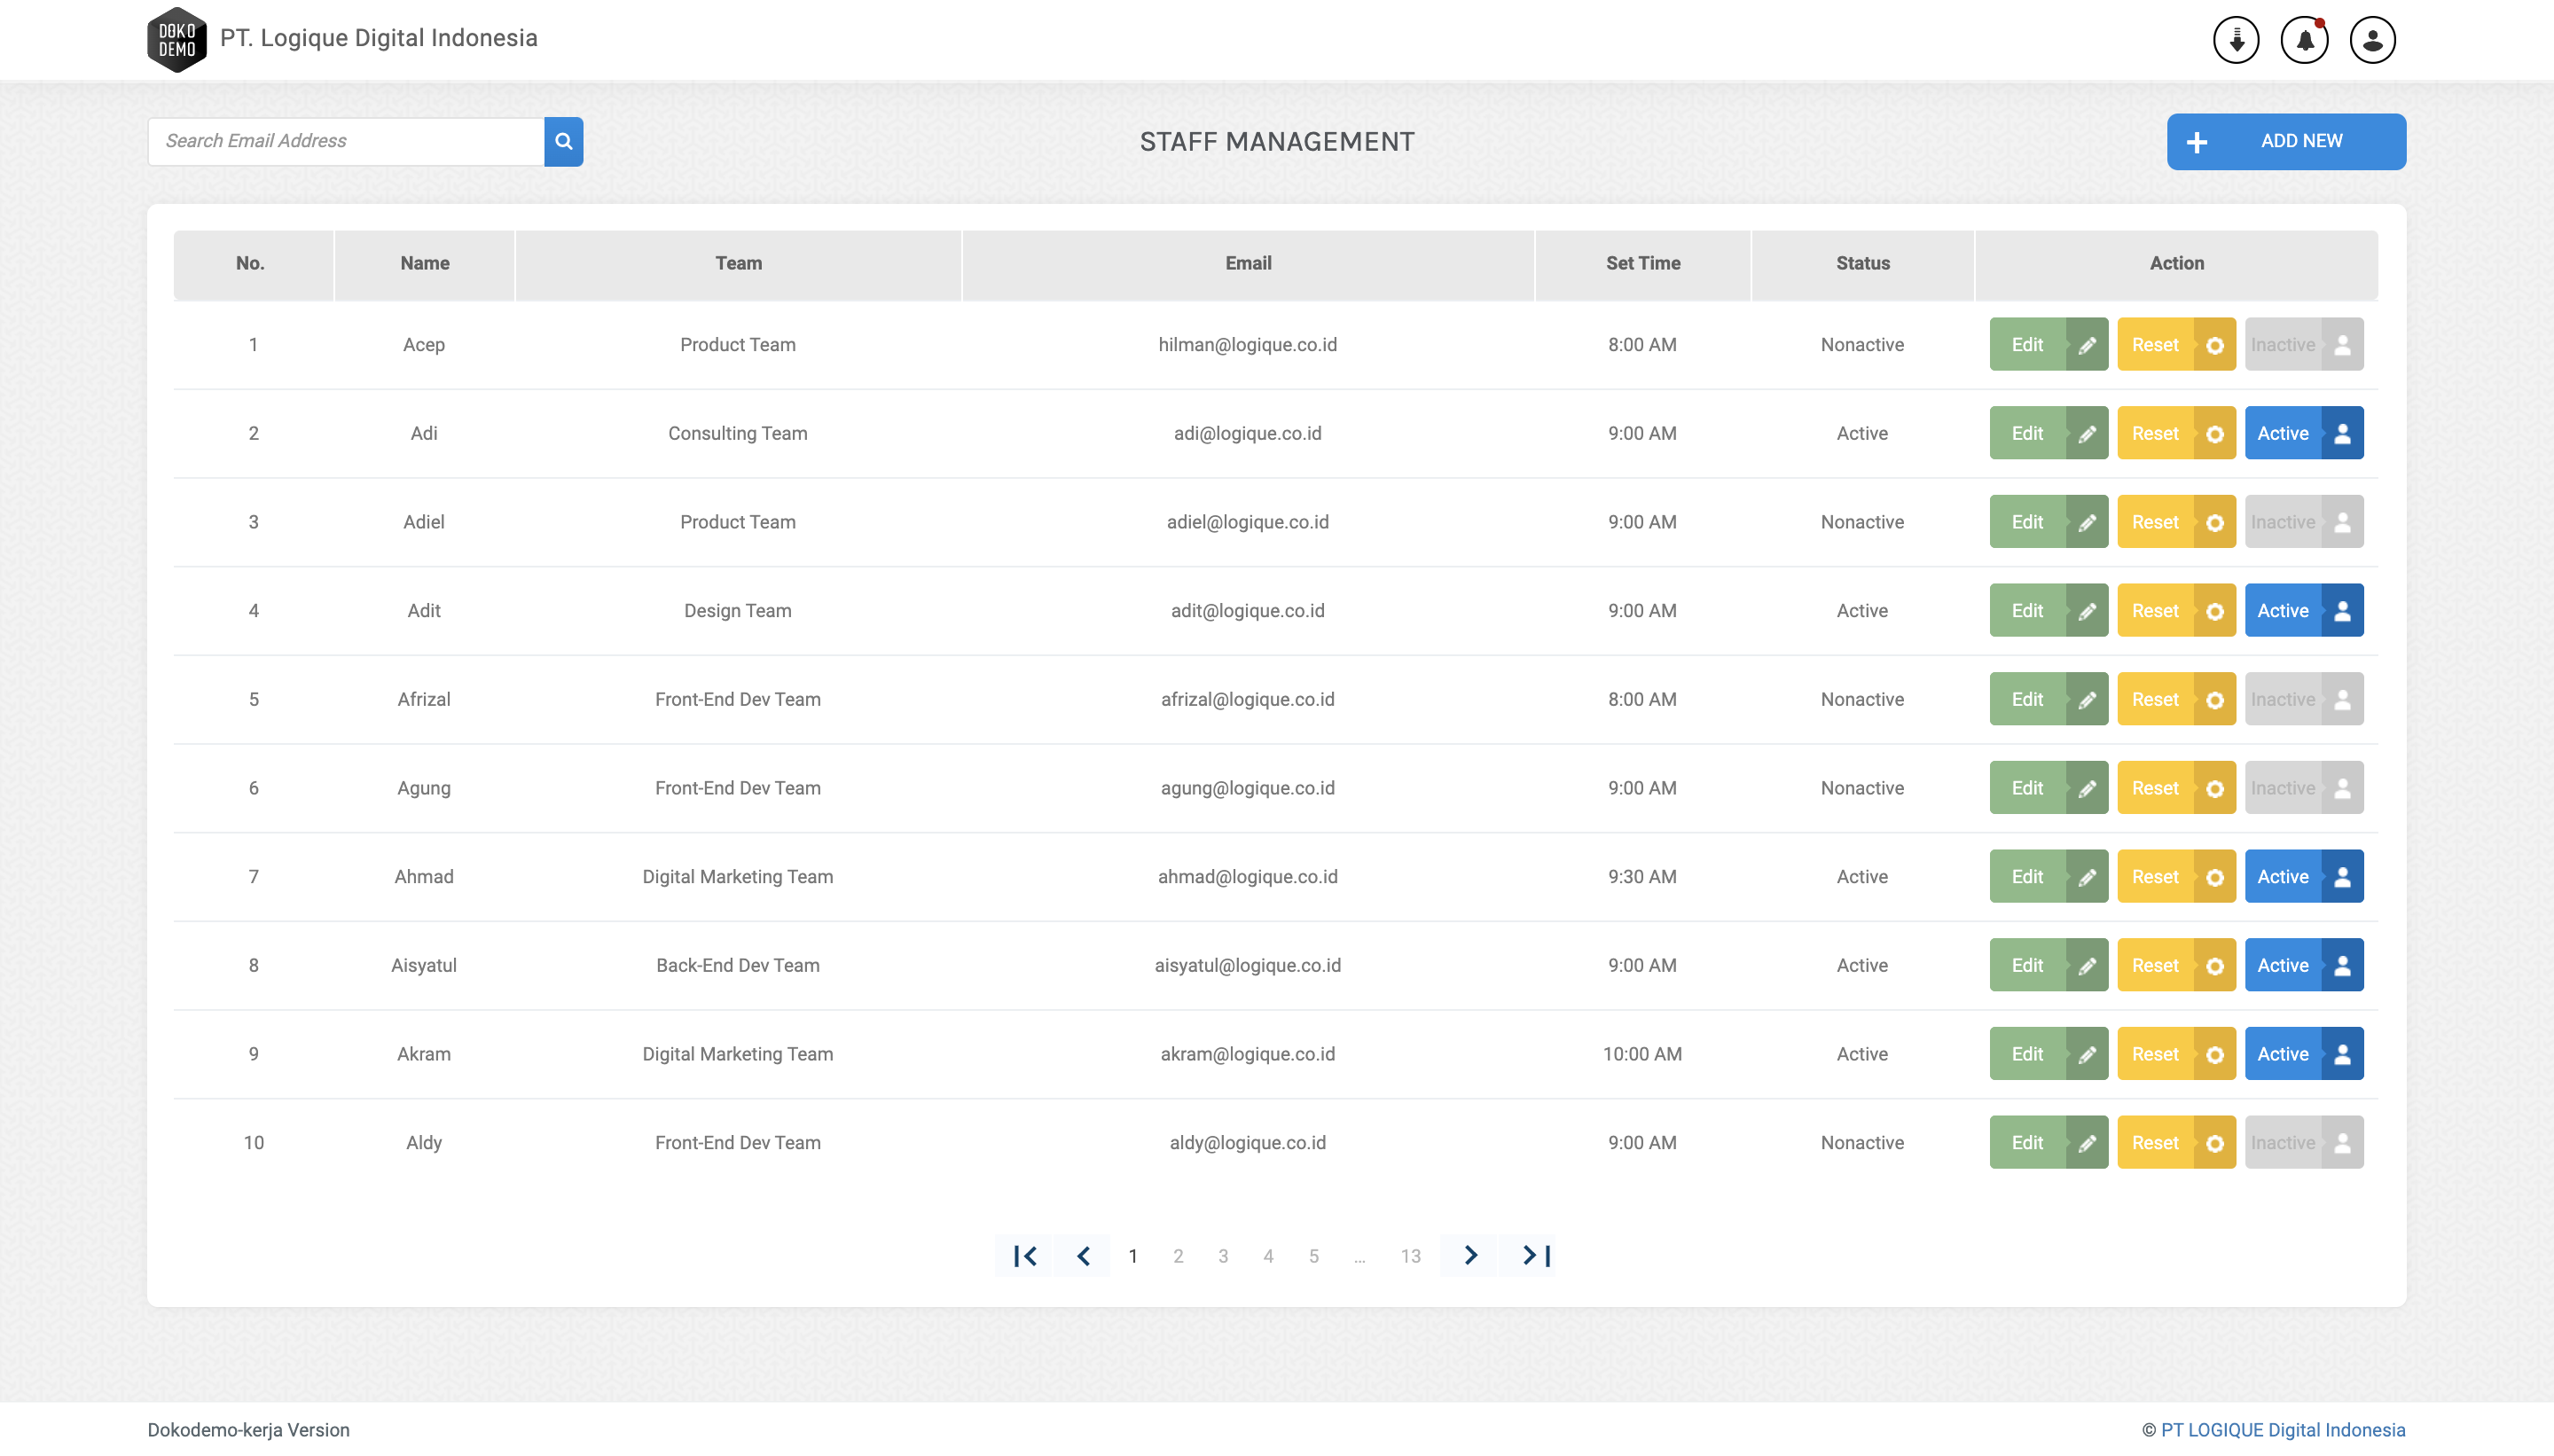 DOKO
DEMO
PT. Logique Digital Indonesia
Search Email Address
STAFF MANAGEMENT
ADD NEW
No. Name Team Email Set Time Status Action
1 Acep Product Team hilman@logique.co.id 8:00 AM Nonactive Edit Reset Inactive
2 Adi Consulting Team adi@logique.co.id 9:00 AM Active Edit Reset Active
3 Adiel Product Team adiel@logique.co.id 9:00 AM Nonactive Edit Reset Inactive
4 Adit Design Team adit@logique.co.id 9:00 AM Active Edit Reset Active
5 Afrizal Front-End Dev Team afrizal@logique.co.id 8:00 AM Nonactive Edit Reset Inactive
6 Agung Front-End Dev Team agung@logique.co.id 9:00 AM Nonactive Edit Reset Inactive
7 Ahmad Digital Marketing Team ahmad@logique.co.id 9:30 AM Active Edit Reset Active
8 Aisyatul Back-End Dev Team aisyatul@logique.co.id 9:00 AM Active Edit Reset Active
9 Akram Digital Marketing Team akram@logique.co.id 10:00 AM Active Edit Reset Active
10 Aldy Front-End Dev Team aldy@logique.co.id 9:00 AM Nonactive Edit Reset Inactive
1 2 3 4 5 ... 13
Dokodemo-kerja Version
© PT LOGIQUE Digital Indonesia